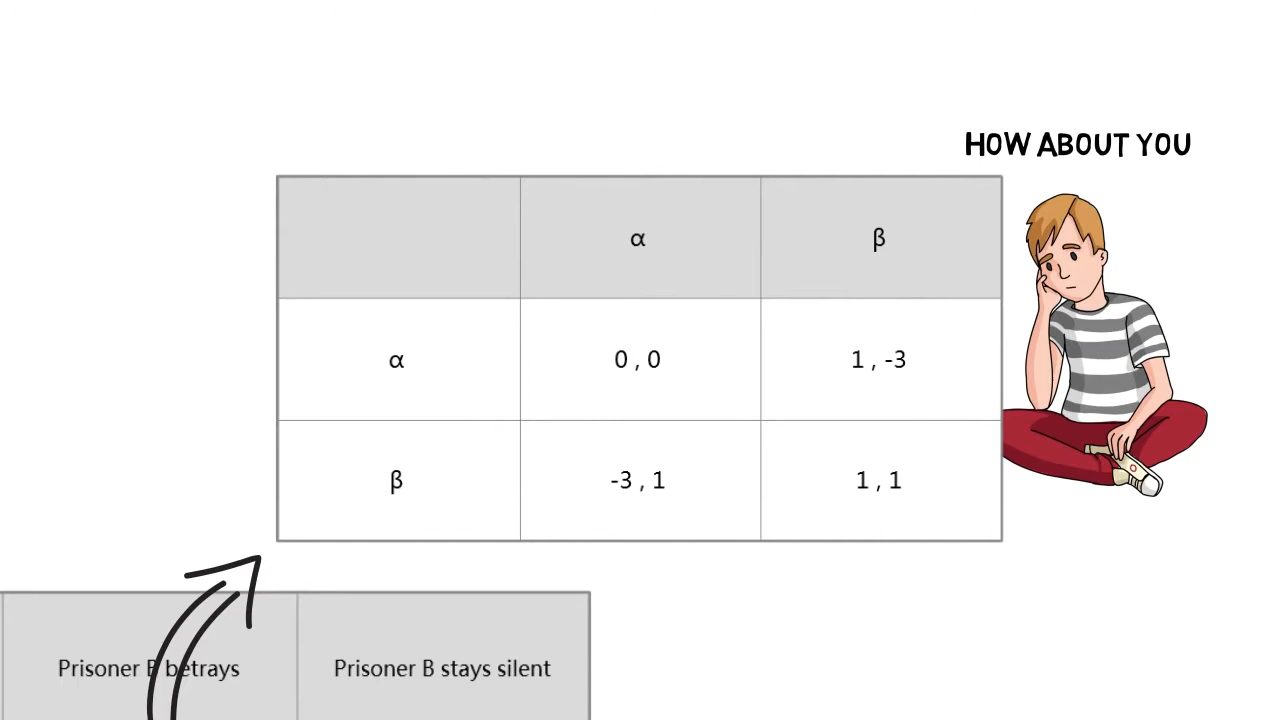 HOW ABOUT YOU
α β
α 0 , 0 1 , -3
β -3 , 1 1 , 1
Prisoner B betrays Prisoner B stays silent